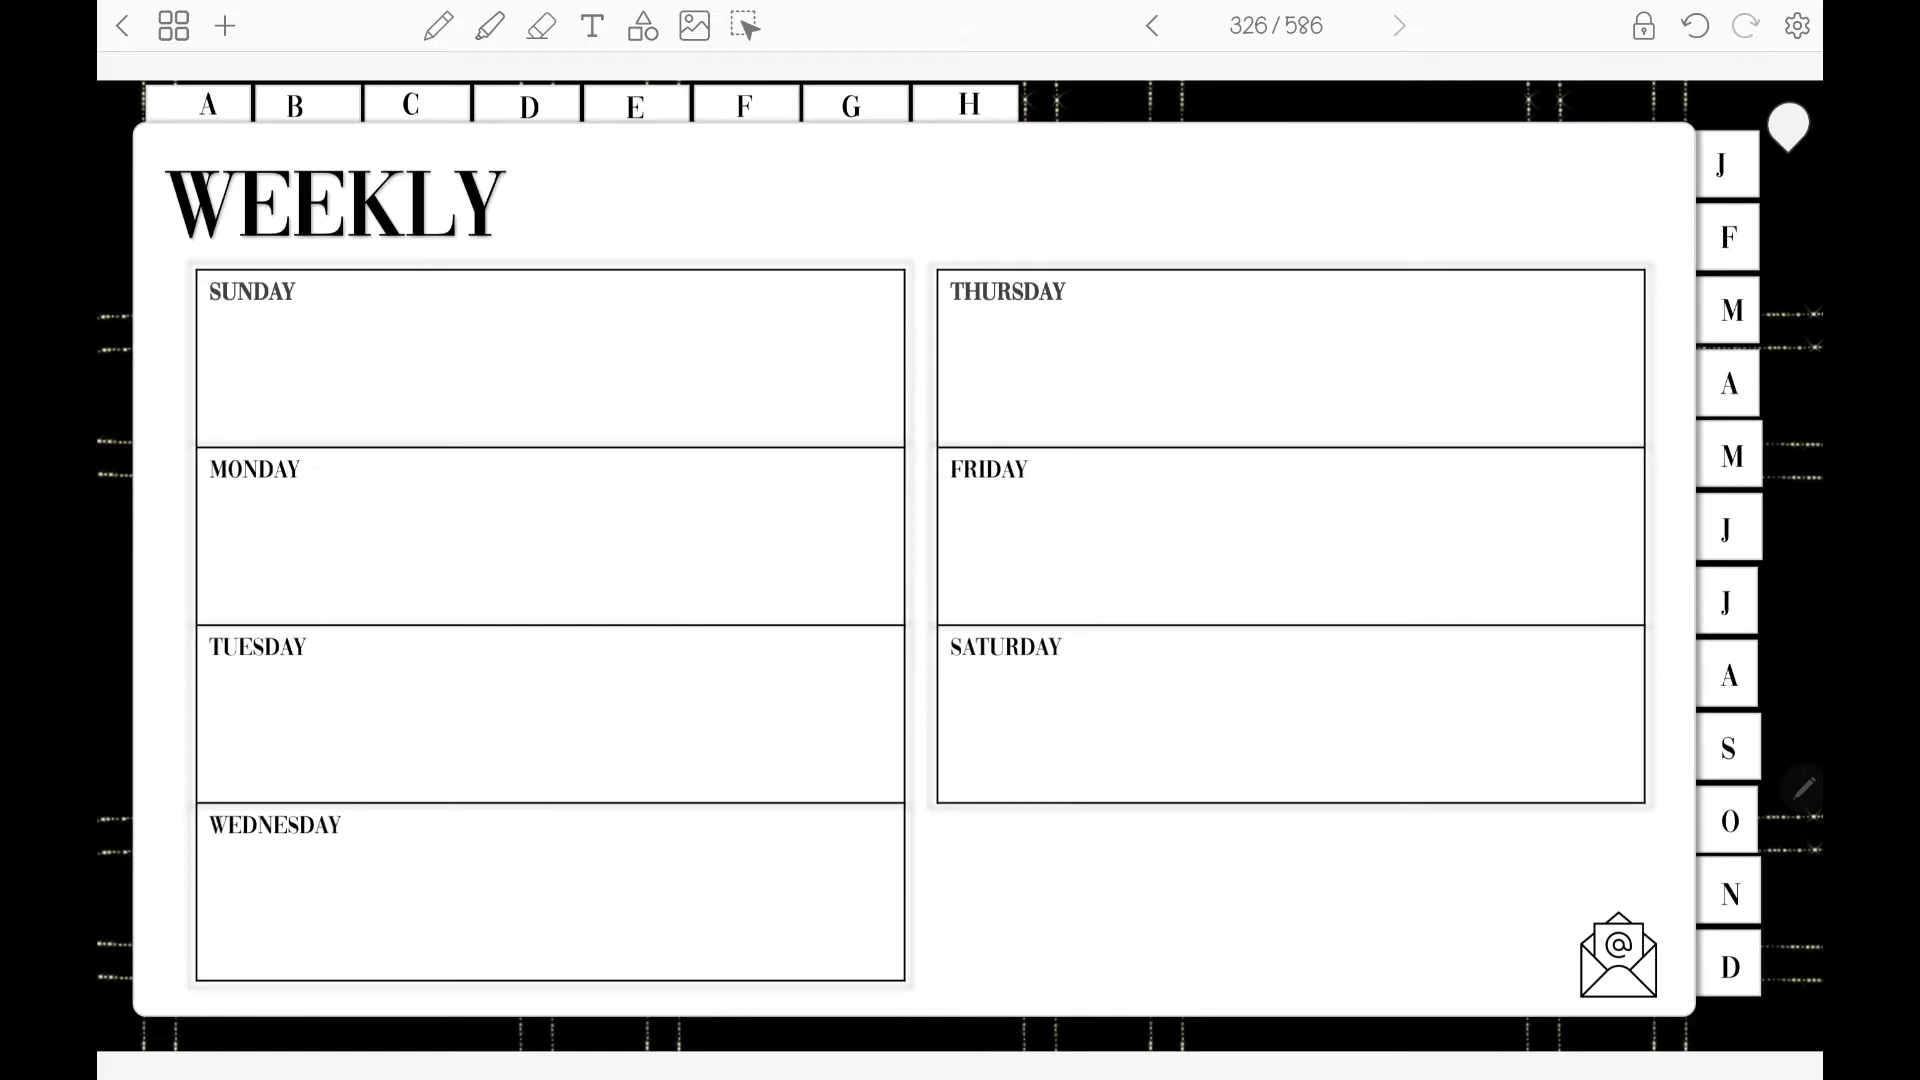 326/586
A B C D E F G H
WEEKLY
SUNDAY
MONDAY
TUESDAY
WEDNESDAY
THURSDAY
FRIDAY
SATURDAY
@
J
F
M
A
M
J
J
A
S
O
N
D